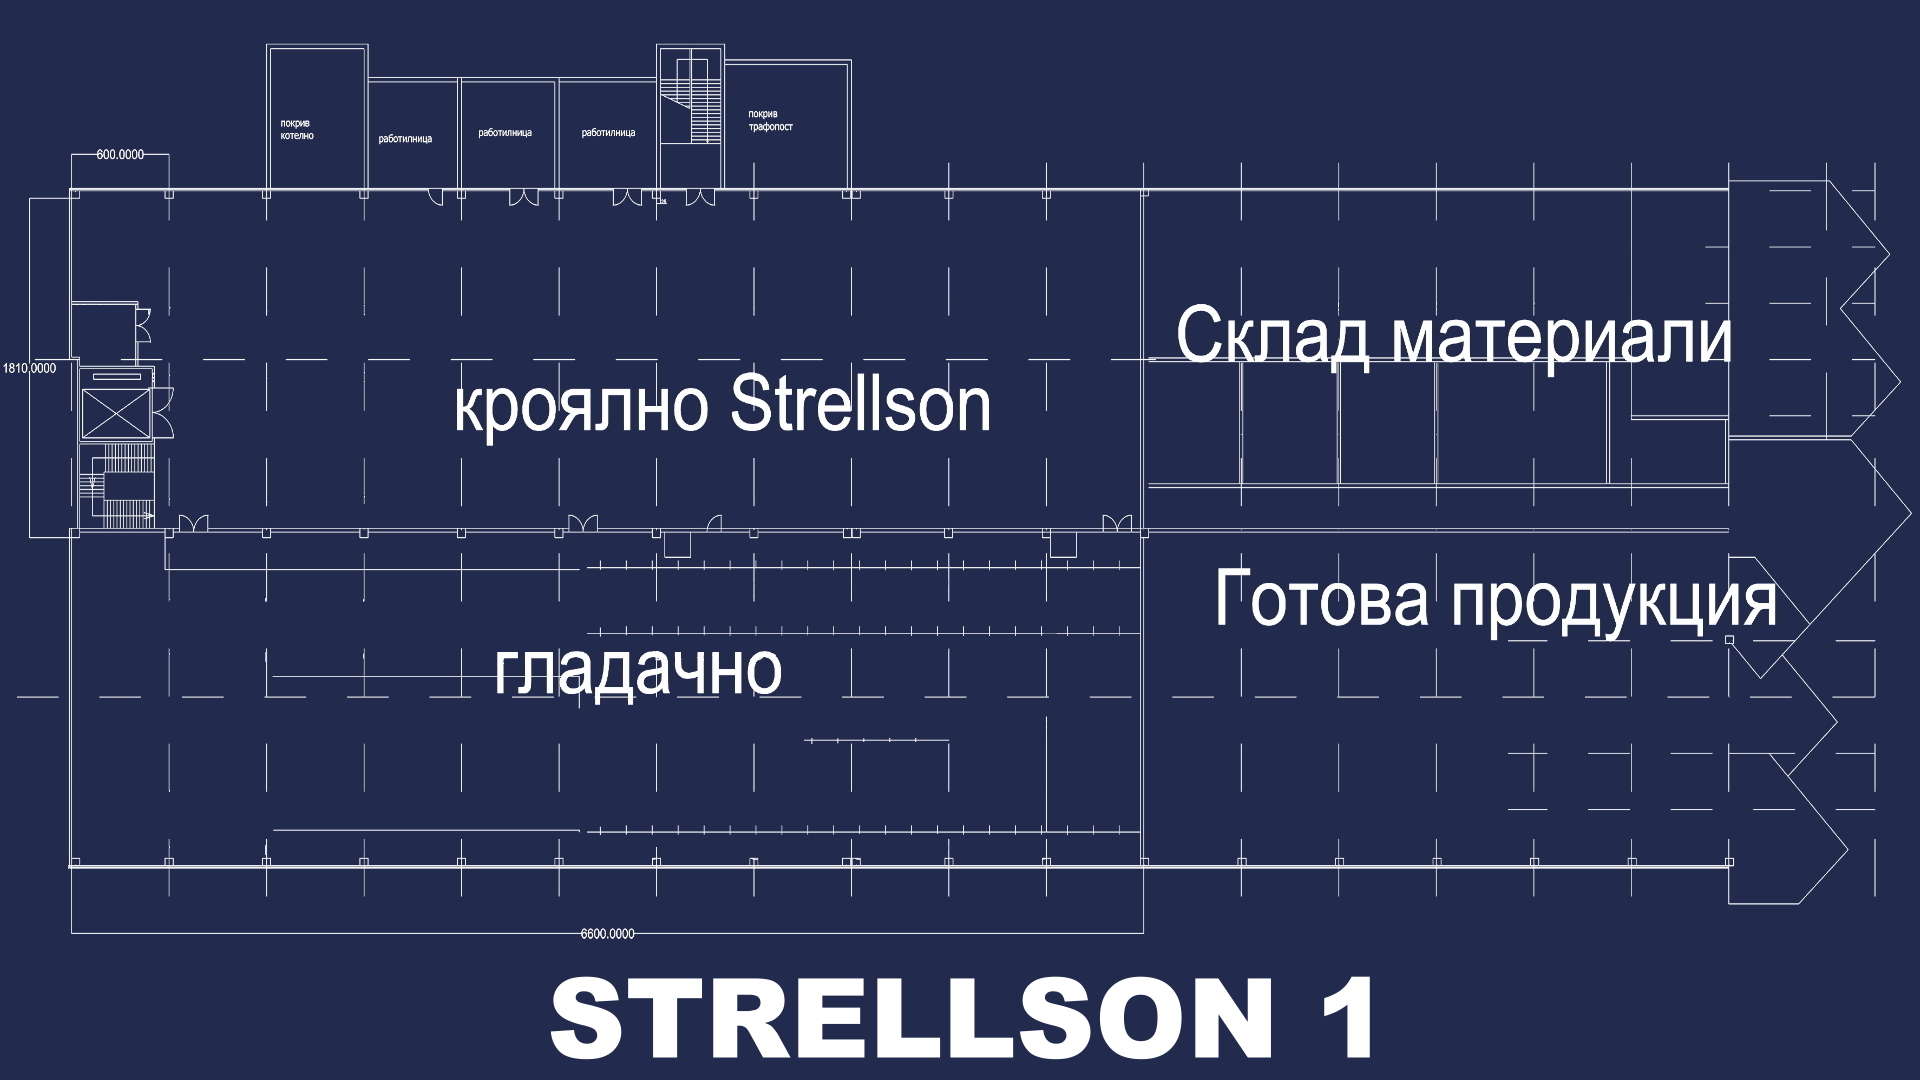 покрив
котелно
работилница
работилница
работилница
покрив
трафопост
600.0000
1810.0000
Склад материали
кроялно Strellson
Готова продукция
гладачно
6600.0000
STRELLSON 1